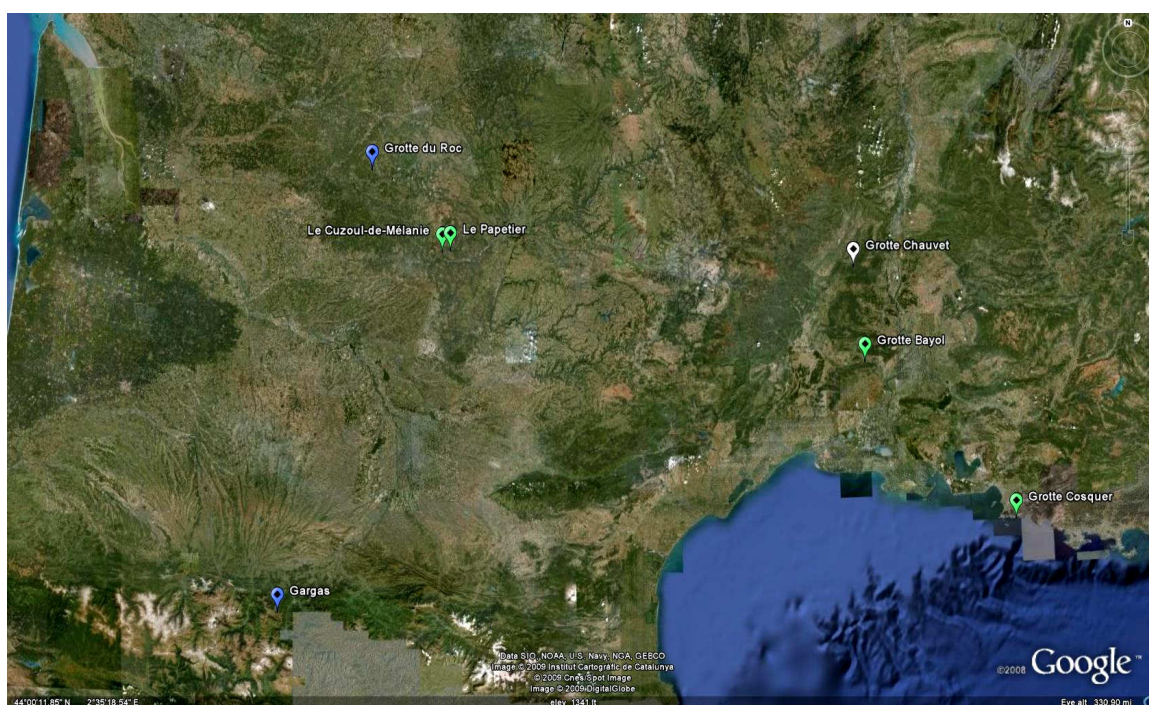 N
Grotte du Roc
Le Cuzoul-de-Mélanie
Le Papetier
Grotte Chauvet
Grotte Bayol
Grotte Cosquer
Gargas
Data SIO, NOAA, U.S. Navy, NGA, GEBCO
Image © 2009 Institut Cartogràfic de Catalunya
© 2009 Cnes/Spot Image
Image © 2009 DigitalGlobe
©2008 Google™
44°00'11.85" N 2°35'18.54" E
elev 1341 ft
Eye alt 330.90 mi